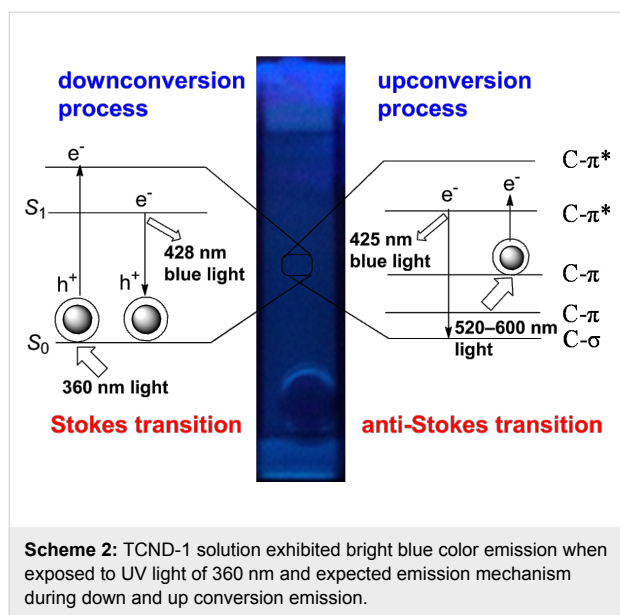 downconversion
process
upconversion
process
e-
S1
e-
428 nm
blue light
h+
h+
S0
360 nm light
Stokes transition
C-π*
e-
e-
C-π*
425 nm
blue light
C-π
C-π
520–600 nm
light
C-σ
anti-Stokes transition
Scheme 2: TCND-1 solution exhibited bright blue color emission when
exposed to UV light of 360 nm and expected emission mechanism
during down and up conversion emission.